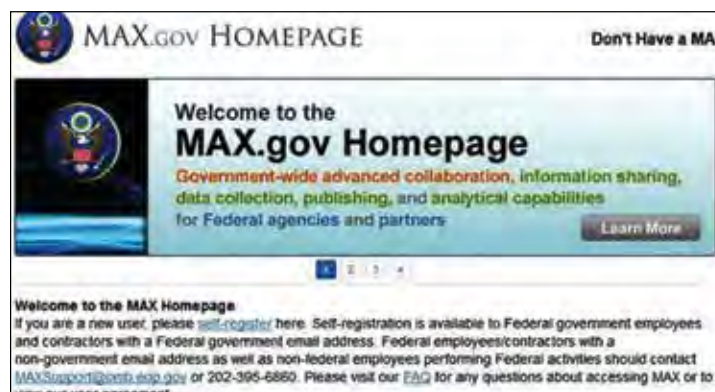 MAX.GOV HOMEPAGE
Don't Have a MA
Welcome to the
MAX.gov Homepage
Government-wide advanced collaboration, information sharing,
data collection, publishing, and analytical capabilities
for Federal agencies and partners
Learn More
1 2 3 4
Welcome to the MAX Homepage
If you are a new user, please self-register here. Self-registration is available to Federal government employees
and contractors with a Federal government email address. Federal employees/contractors with a
non-government email address as well as non-federal employees performing Federal activities should contact
MAXSupport@omb.eop.gov or 202-395-6860. Please visit our FAQ for any questions about accessing MAX or to